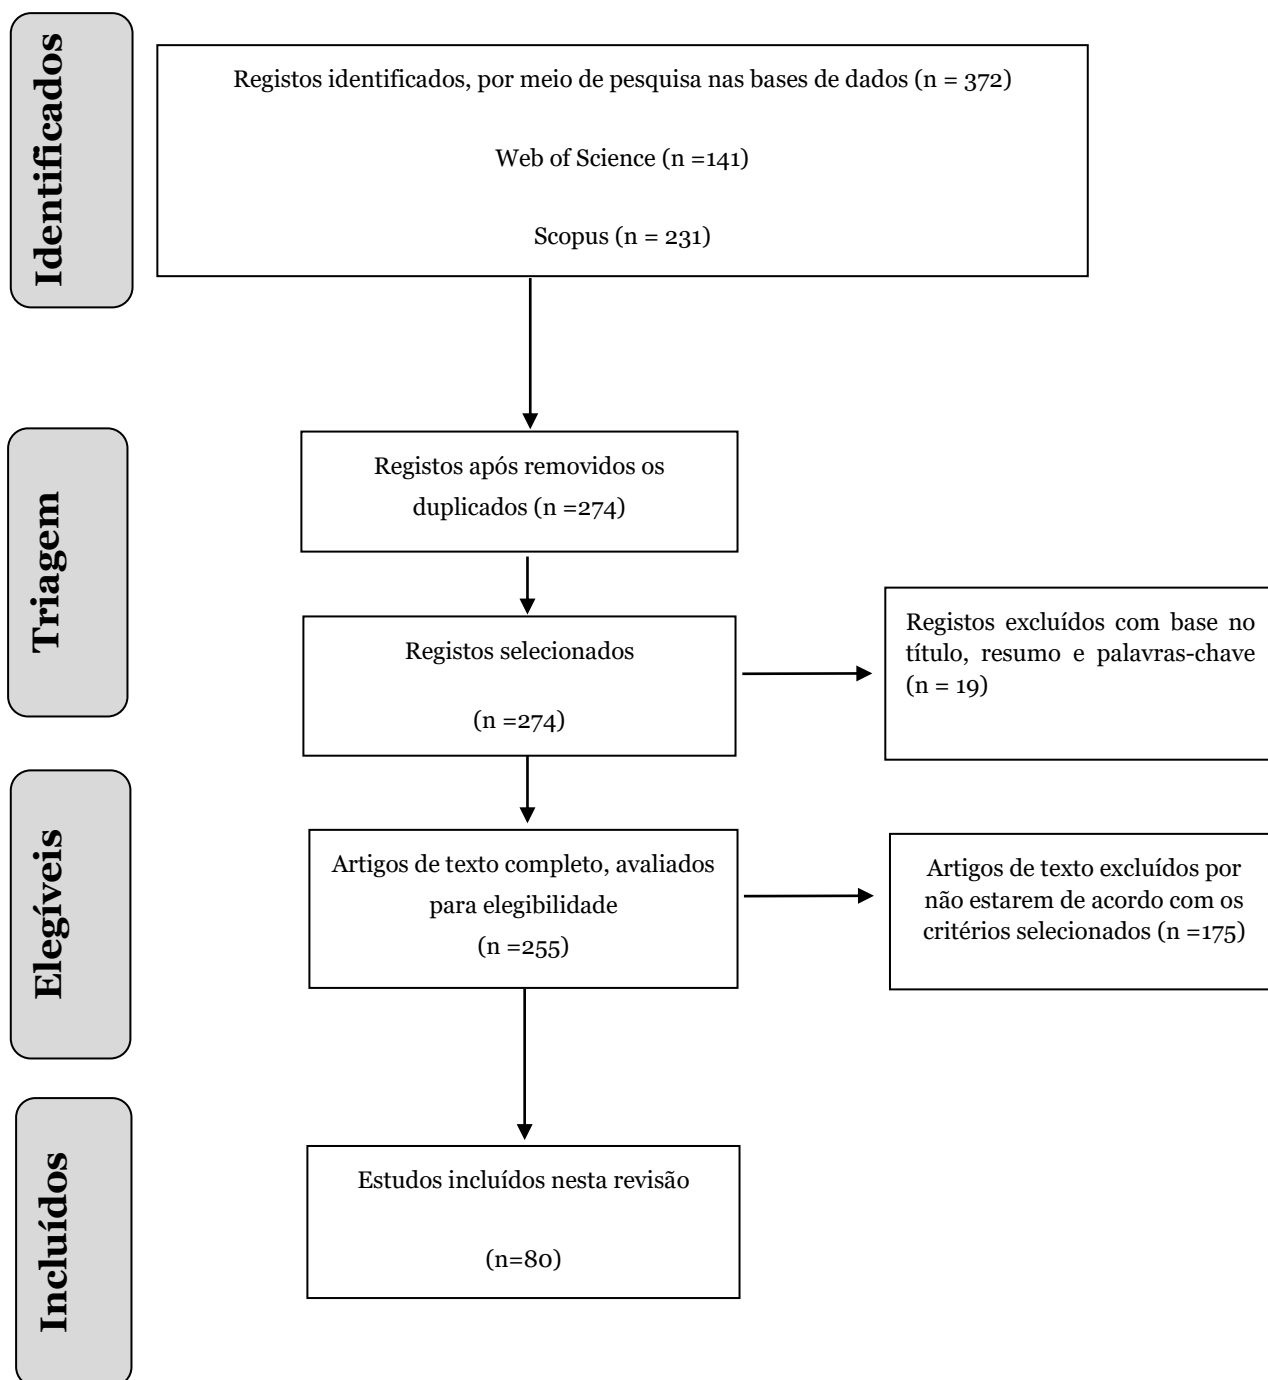 Identificados
Registos identificados, por meio de pesquisa nas bases de dados (n = 372)
Web of Science (n =141)
Scopus (n = 231)
Triagem
Registos após removidos os
duplicados (n =274)
Registos selecionados
(n =274)
Registos excluídos com base no
título, resumo e palavras-chave
(n = 19)
Elegíveis
Artigos de texto completo, avaliados
para elegibilidade
(n =255)
Artigos de texto excluídos por
não estarem de acordo com os
critérios selecionados (n =175)
Incluídos
Estudos incluídos nesta revisão
(n=80)